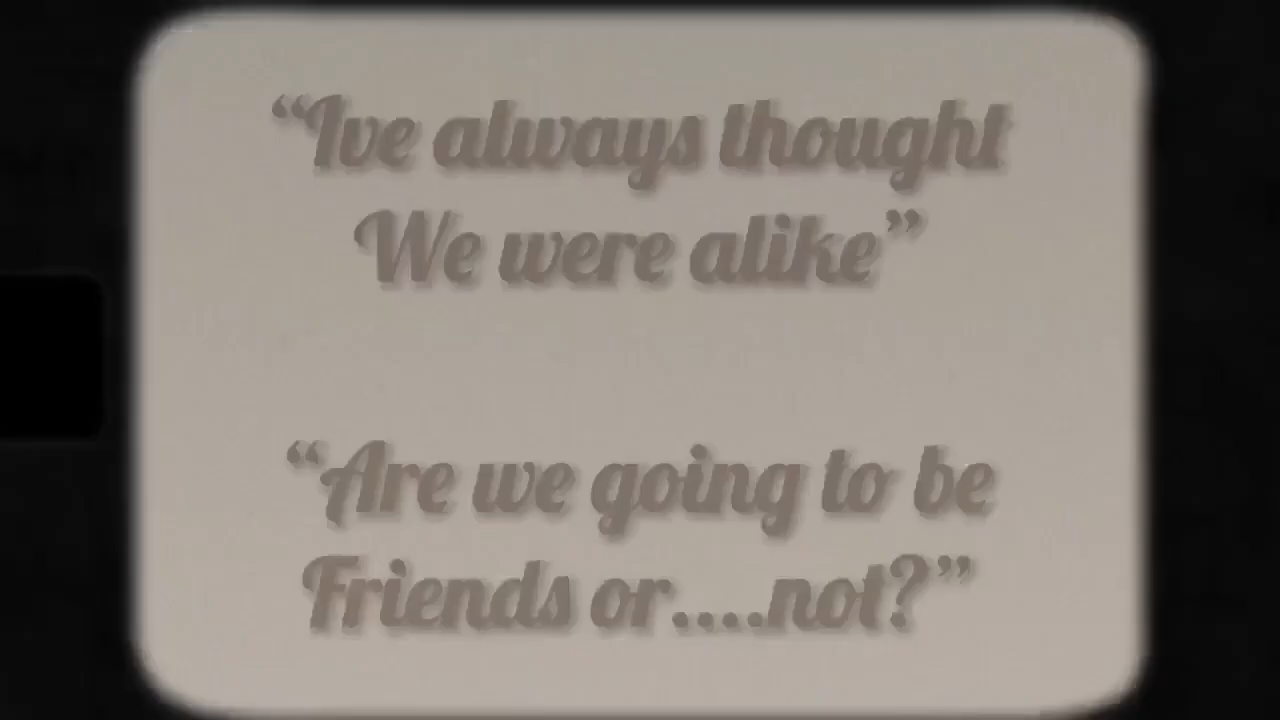 “Ive always thought
We were alike”
“Are we going to be
Friends or....not?”